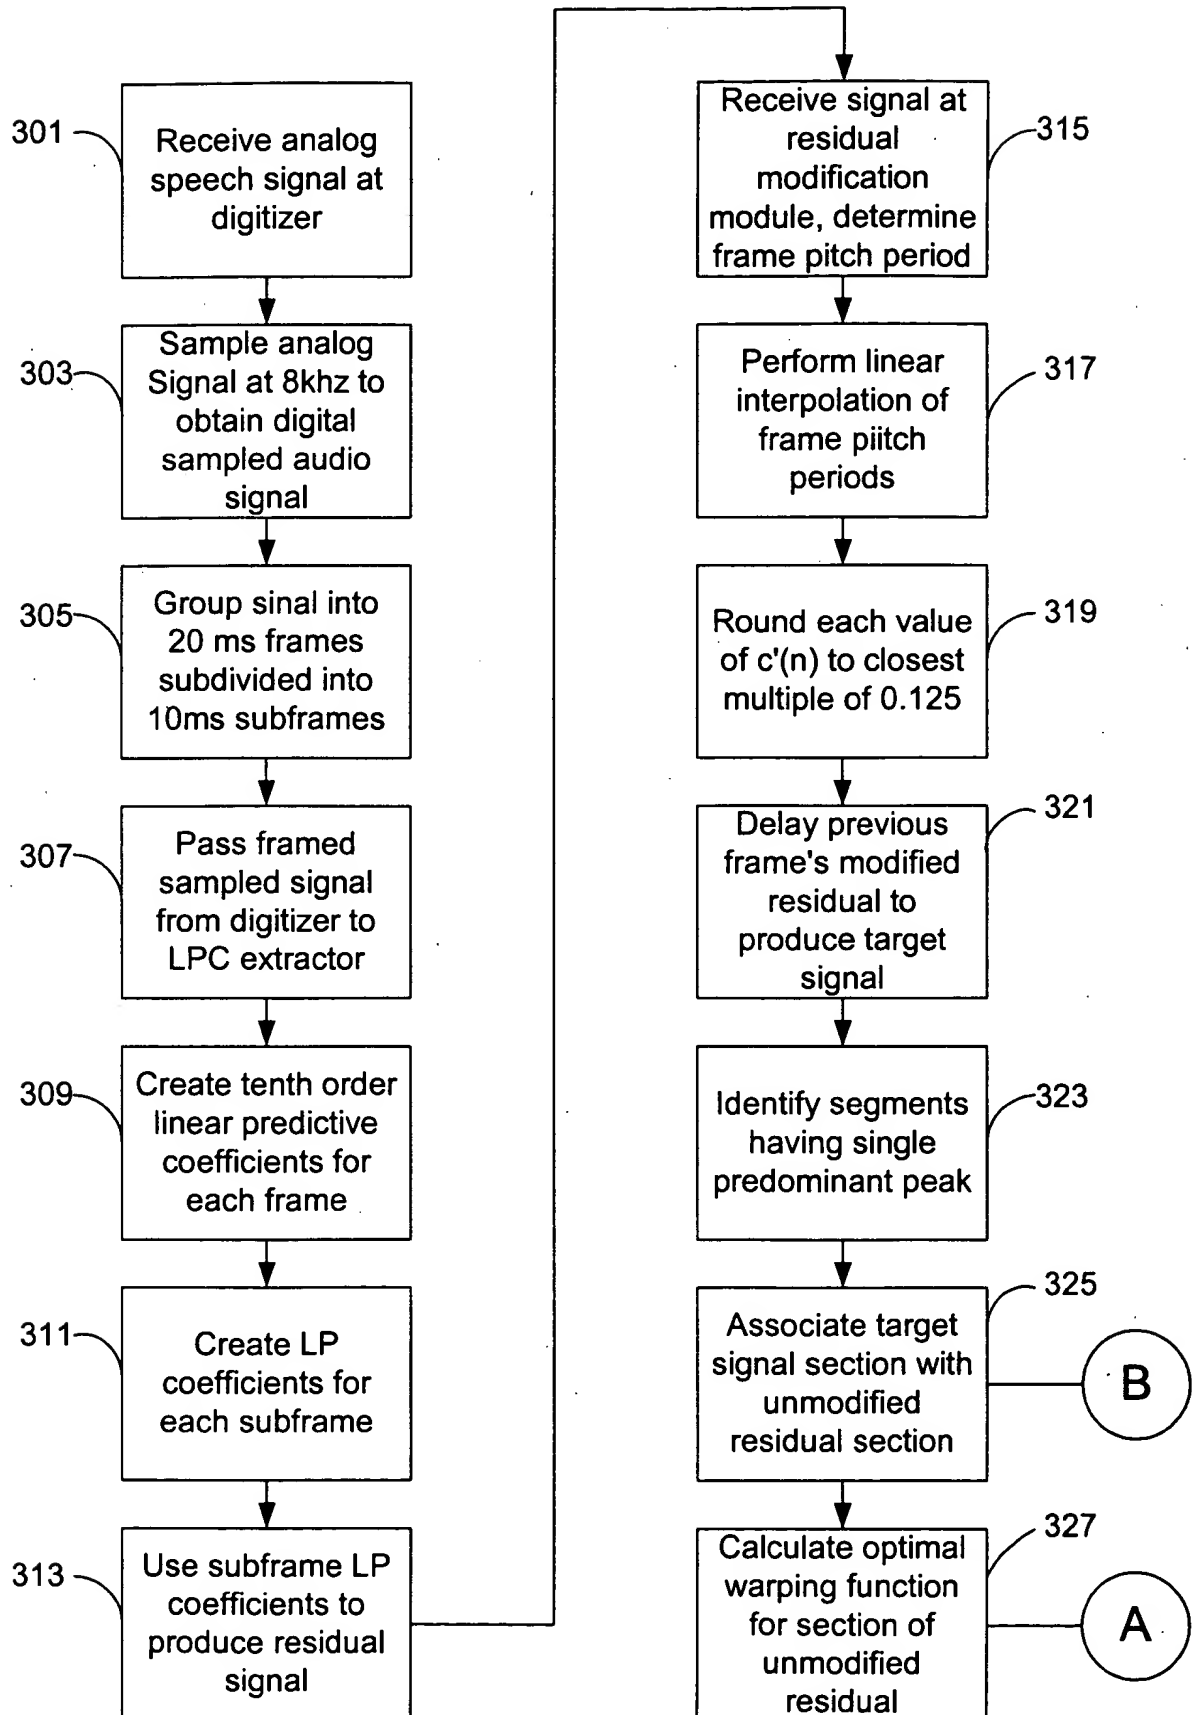 301
Receive analog
speech signal at
digitizer
303
Sample analog
Signal at 8khz to
obtain digital
sampled audio
signal
305
Group sinal into
20 ms frames
subdivided into
10ms subframes
307
Pass framed
sampled signal
from digitizer to
LPC extractor
309
Create tenth order
linear predictive
coefficients for
each frame
311
Create LP
coefficients for
each subframe
313
Use subframe LP
coefficients to
produce residual
signal
Receive signal at
residual
modification
module, determine
frame pitch period
315
Perform linear
interpolation of
frame piitch
periods
317
Round each value
of c'(n) to closest
multiple of 0.125
319
Delay previous
frame's modified
residual to
produce target
signal
321
Identify segments
having single
predominant peak
323
Associate target
signal section with
unmodified
residual section
325
B
Calculate optimal
warping function
for section of
unmodified
residual
327
A